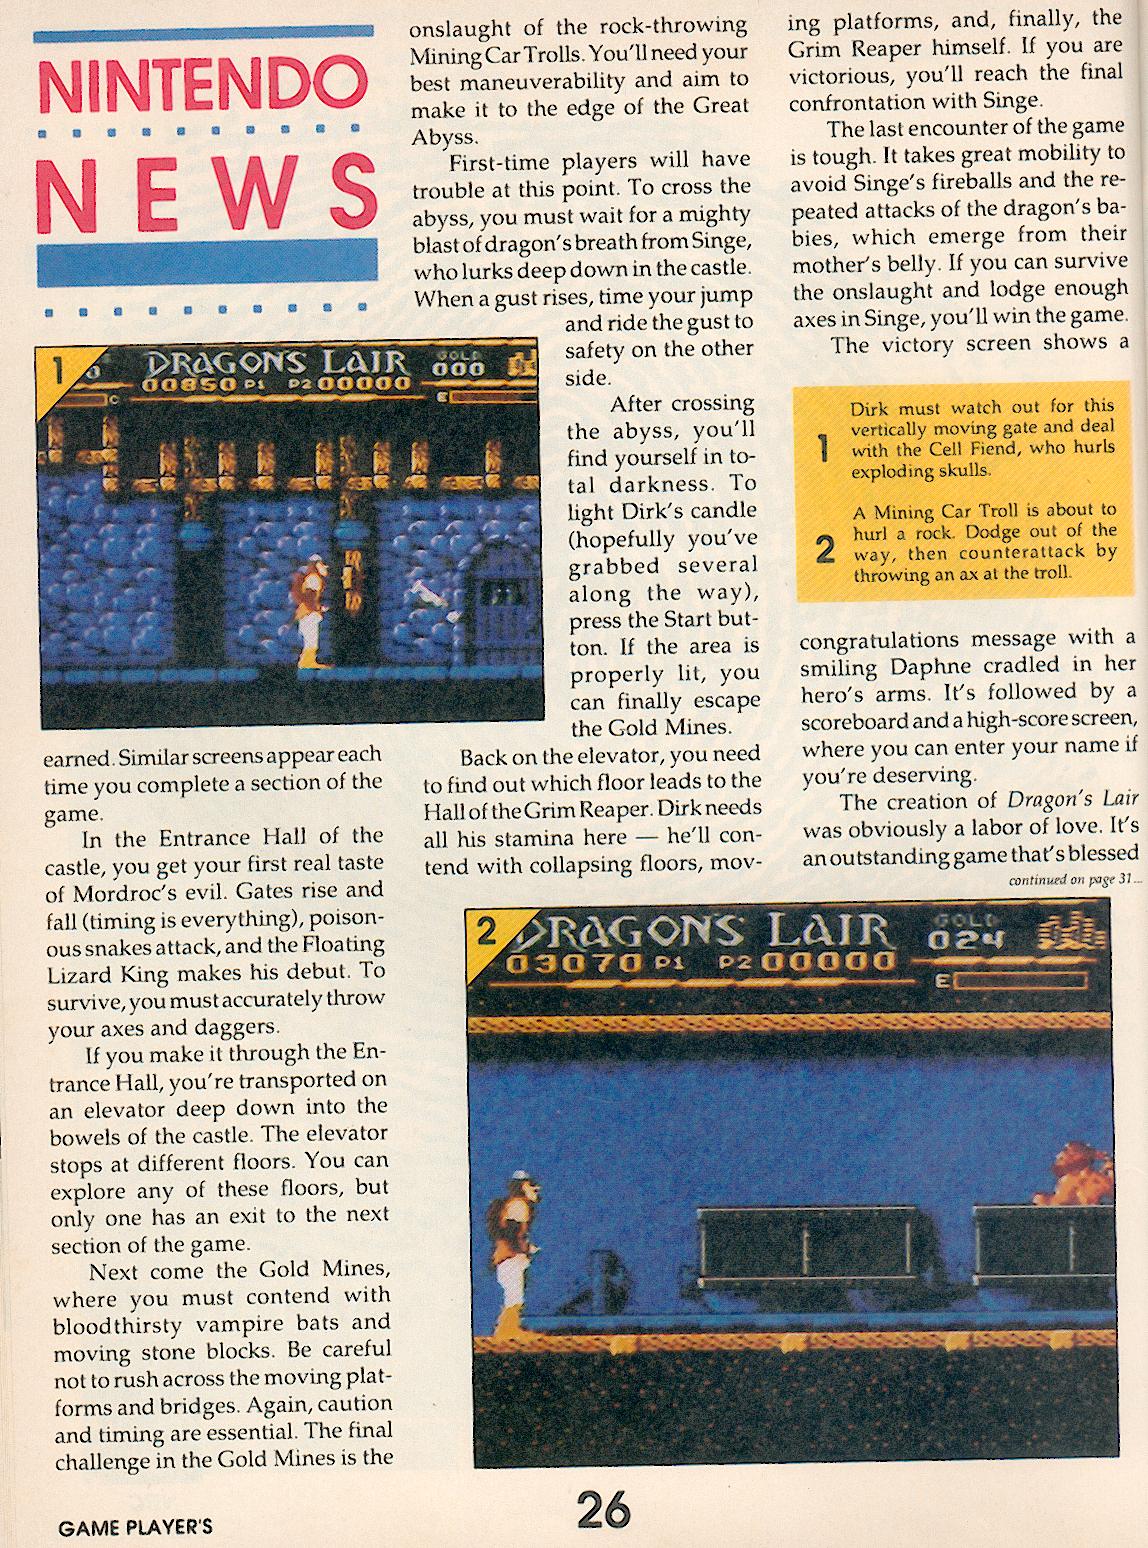 NINTENDO
NEWS
1
DRAGON'S LAIR
GOLD
000
00850 P1 P2 00000
E
earned. Similar screens appear each
time you complete a section of the
game.
In the Entrance Hall of the
castle, you get your first real taste
of Mordroc's evil. Gates rise and
fall (timing is everything), poison-
ous snakes attack, and the Floating
Lizard King makes his debut. To
survive, you must accurately throw
your axes and daggers.
If you make it through the En-
trance Hall, you're transported on
an elevator deep down into the
bowels of the castle. The elevator
stops at different floors. You can
explore any of these floors, but
only one has an exit to the next
section of the game.
Next come the Gold Mines,
where you must contend with
bloodthirsty vampire bats and
moving stone blocks. Be careful
not to rush across the moving plat-
forms and bridges. Again, caution
and timing are essential. The final
challenge in the Gold Mines is the
onslaught of the rock-throwing
Mining Car Trolls. You'll need your
best maneuverability and aim to
make it to the edge of the Great
Abyss.
First-time players will have
trouble at this point. To cross the
abyss, you must wait for a mighty
blast of dragon's breath from Singe,
who lurks deep down in the castle.
When a gust rises, time your jump
and ride the gust to
safety on the other
side.
After crossing
the abyss, you'll
find yourself in to-
tal darkness. To
light Dirk's candle
(hopefully you've
grabbed several
along the way),
press the Start but-
ton. If the area is
properly lit, you
can finally escape
the Gold Mines.
Back on the elevator, you need
to find out which floor leads to the
Hall of the Grim Reaper. Dirk needs
all his stamina here — he'll con-
tend with collapsing floors, mov-
ing platforms, and, finally, the
Grim Reaper himself. If you are
victorious, you'll reach the final
confrontation with Singe.
The last encounter of the game
is tough. It takes great mobility to
avoid Singe's fireballs and the re-
peated attacks of the dragon's ba-
bies, which emerge from their
mother's belly. If you can survive
the onslaught and lodge enough
axes in Singe, you'll win the game.
The victory screen shows a
1
Dirk must watch out for this
vertically moving gate and deal
with the Cell Fiend, who hurls
exploding skulls.
2
A Mining Car Troll is about to
hurl a rock. Dodge out of the
way, then counterattack by
throwing an ax at the troll.
congratulations message with a
smiling Daphne cradled in her
hero's arms. It's followed by a
scoreboard and a high-score screen,
where you can enter your name if
you're deserving.
The creation of Dragon's Lair
was obviously a labor of love. It's
an outstanding game that's blessed
continued on page 31...
2
DRAGON'S LAIR
GOLD
024
03070 P1 P2 00000
E
GAME PLAYER'S
26